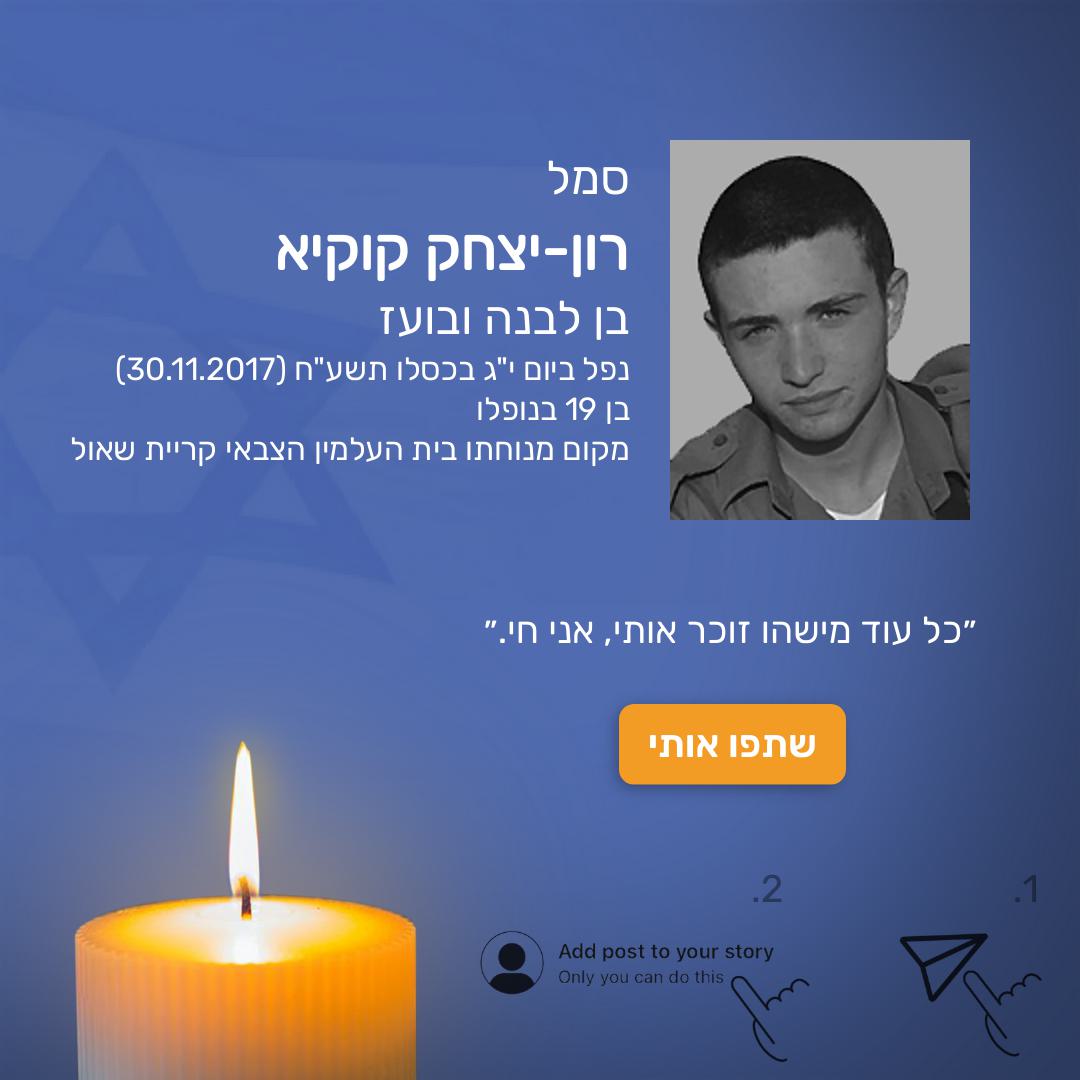 סמל
רון-יצחק קוקיא
בן לבנה ובועז
נפל ביום י"ג בכסלו תשע"ח (30.11.2017)
בן 19 בנופלו
מקום מנוחתו בית העלמין הצבאי קריית שאול
"כל עוד מישהו זוכר אותי, אני חי."
שתפו אותי
1.
2.
Add post to your story
Only you can do this